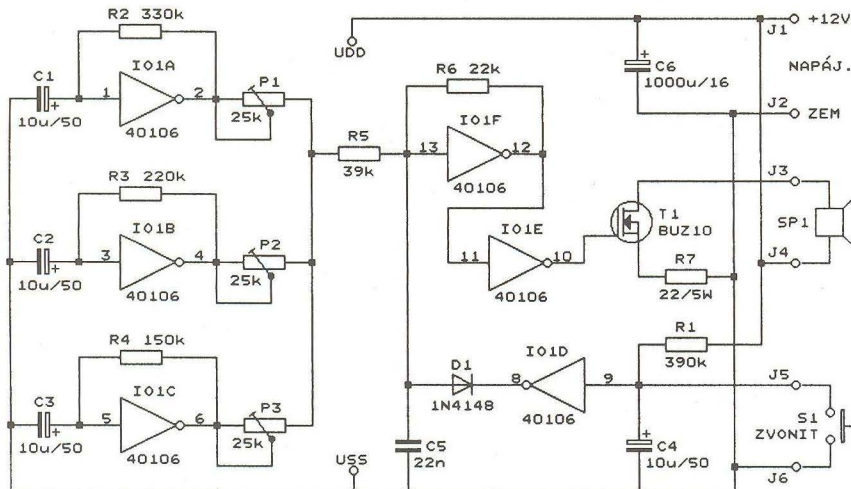 R2 330k
C1
10u/50
1
IO1A
2
40106
P1
25k
UDD
R6 22k
13
IO1F
12
40106
R5
39k
C6
1000u/16
J1
+12V
NAPÁJ.
J2
ZEM
J3
J4
SP1
T1
BUZ10
R7
22/5W
R3 220k
C2
10u/50
3
IO1B
4
40106
P2
25k
11
IO1E
10
40106
R1
390k
R4 150k
C3
10u/50
5
IO1C
6
40106
P3
25k
D1
1N4148
8
IO1D
9
40106
J5
S1
ZVONIT
J6
USS
C5
22n
C4
10u/50